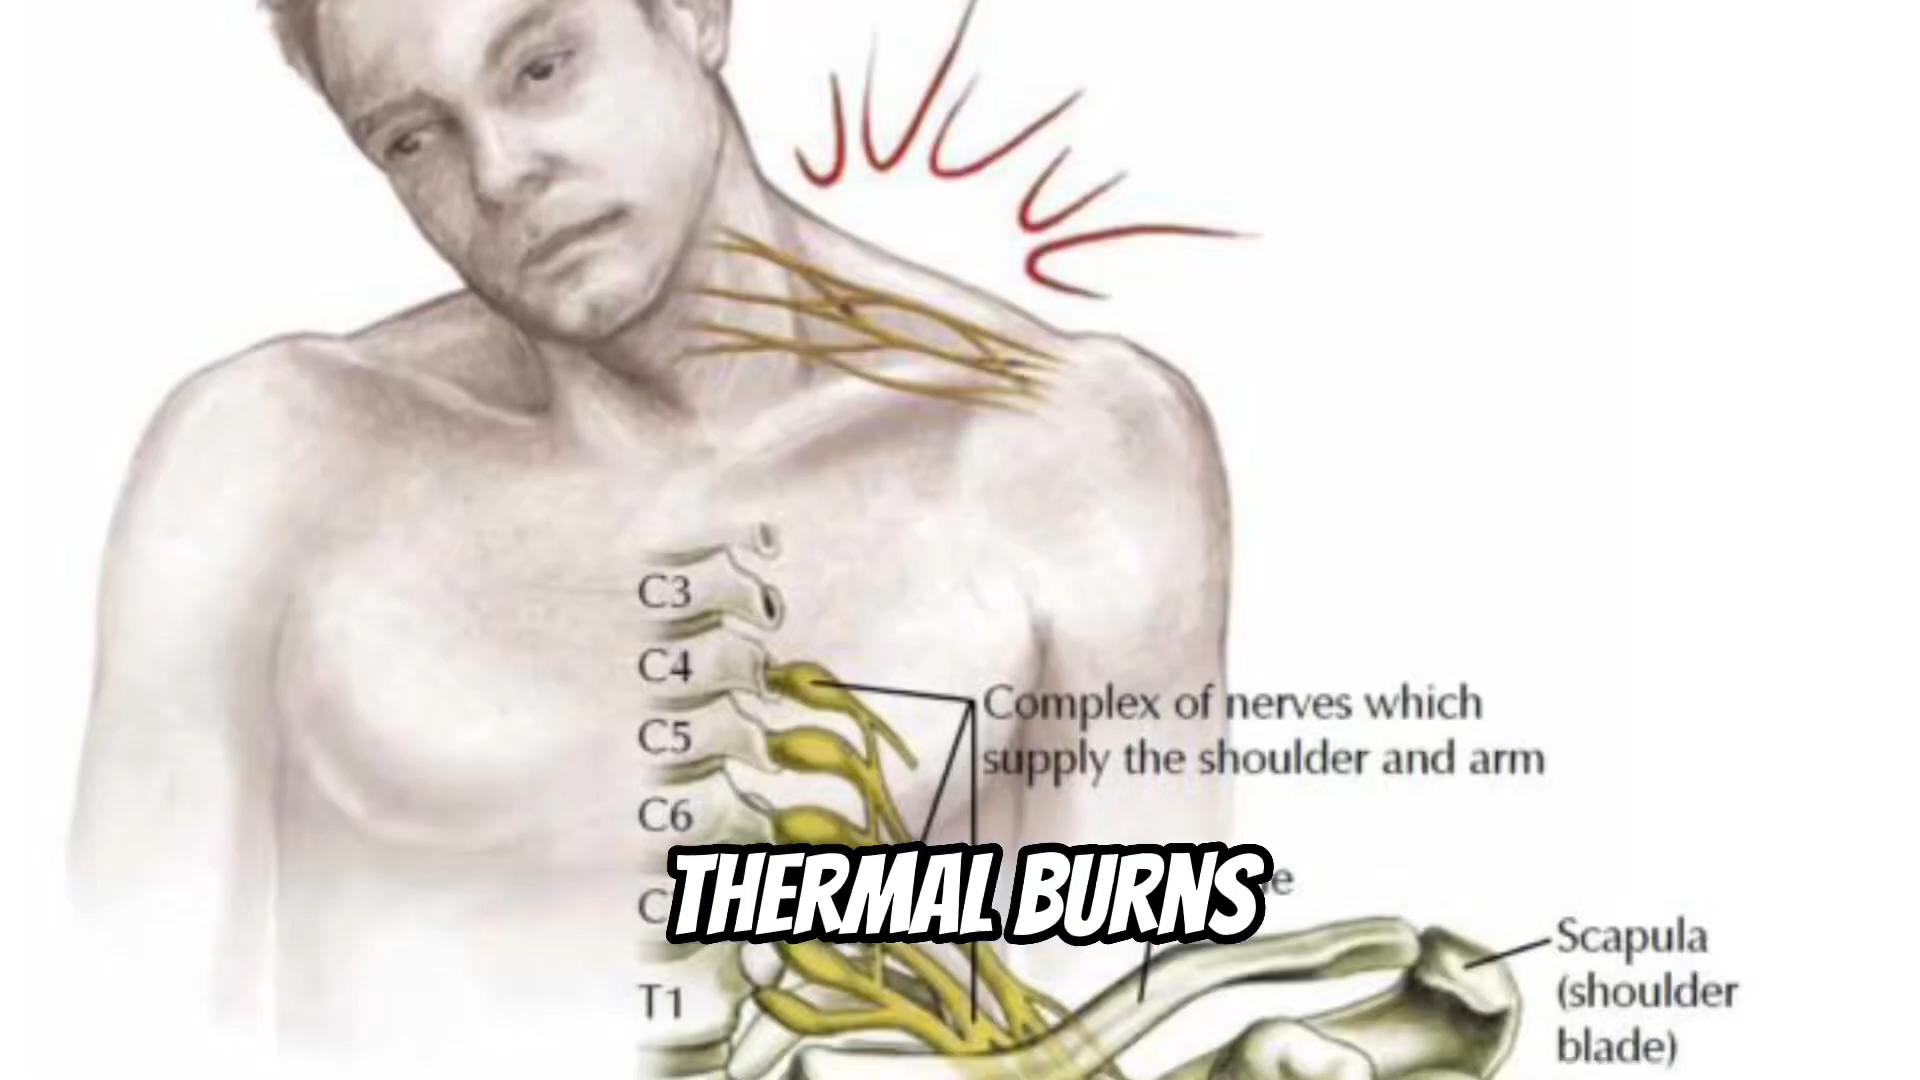 C3
C4
C5
C6
C
T1
Complex of nerves which
supply the shoulder and arm
THERMAL BURNS
Scapula
(shoulder
blade)